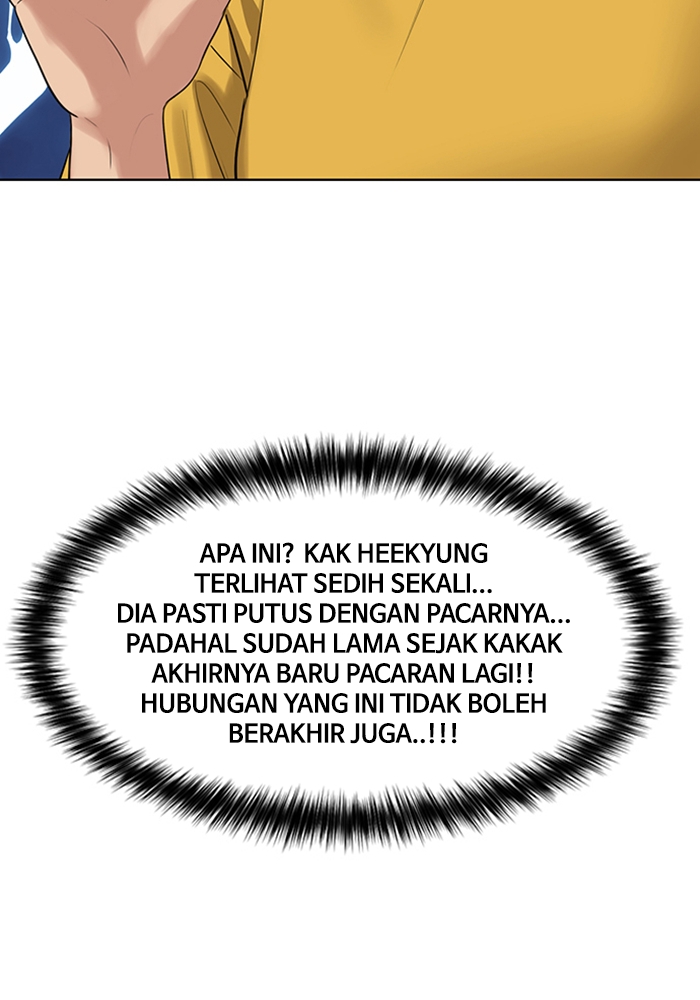 APA INI? KAK HEEKYUNG
TERLIHAT SEDIH SEKALI...
DIA PASTI PUTUS DENGAN PACARNYA...
PADAHAL SUDAH LAMA SEJAK KAKAK
AKHIRNYA BARU PACARAN LAGI!!
HUBUNGAN YANG INI TIDAK BOLEH
BERAKHIR JUGA..!!!